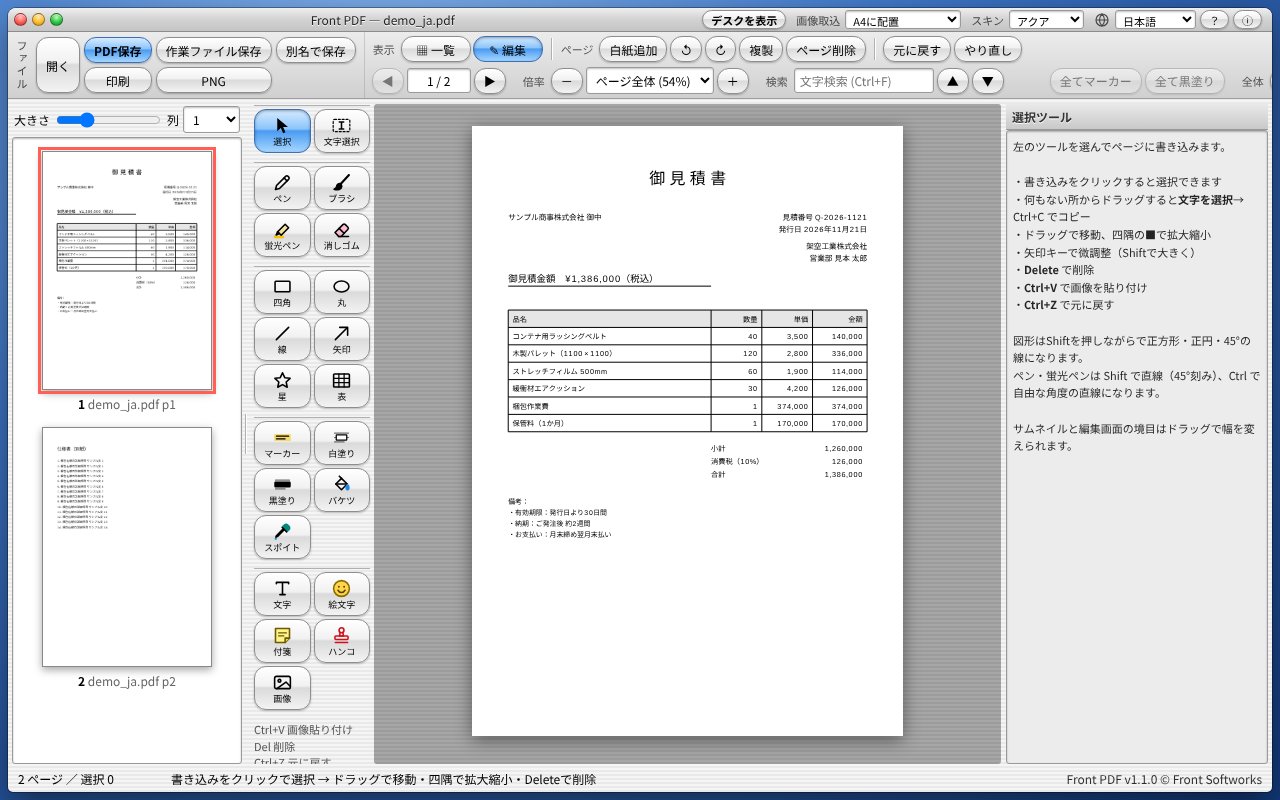 Front PDF — demo_ja.pdf
デスクを表示
画像取込 A4に配置
スキン アクア
日本語
?
ファイル
開く
PDF保存
作業ファイル保存
別名で保存
印刷
PNG
表示
一覧
編集
ページ
白紙追加
複製
ページ削除
元に戻す
やり直し
1 / 2
倍率
ページ全体 (54%)
検索
文字検索 (Ctrl+F)
全てマーカー
全て黒塗り
全体
大きさ
列 1
御見積書
1 demo_ja.pdf p1
仕様書（別紙）
2 demo_ja.pdf p2
選択
文字選択
ペン
ブラシ
蛍光ペン
消しゴム
四角
丸
線
矢印
星
表
マーカー
白塗り
黒塗り
バケツ
スポイト
文字
絵文字
付箋
ハンコ
画像
Ctrl+V 画像貼り付け
Del 削除
Ctrl+Z 元に戻す
御見積書
サンプル商事株式会社 御中
見積番号 Q-2026-1121
発行日 2026年11月21日
架空工業株式会社
営業部 見本 太郎
御見積金額 ¥1,386,000（税込）
品名 数量 単価 金額
コンテナ用ラッシングベルト 40 3,500 140,000
木製パレット（1100×1100） 120 2,800 336,000
ストレッチフィルム 500mm 60 1,900 114,000
緩衝材エアクッション 30 4,200 126,000
梱包作業費 1 374,000 374,000
保管料（1か月） 1 170,000 170,000
小計 1,260,000
消費税（10%） 126,000
合計 1,386,000
備考：
・有効期限：発行日より30日間
・納期：ご発注後 約2週間
・お支払い：月末締め翌月末払い
選択ツール
左のツールを選んでページに書き込みます。
・書き込みをクリックすると選択できます
・何もない所からドラッグすると文字を選択→
Ctrl+C でコピー
・ドラッグで移動、四隅の■で拡大縮小
・矢印キーで微調整（Shiftで大きく）
・Delete で削除
・Ctrl+V で画像を貼り付け
・Ctrl+Z で元に戻す
図形はShiftを押しながらで正方形・正円・45°の
線になります。
ペン・蛍光ペンは Shift で直線（45°刻み）、Ctrl で
自由な角度の直線になります。
サムネイルと編集画面の境目はドラッグで幅を変
えられます。
2 ページ ／ 選択 0
書き込みをクリックで選択 → ドラッグで移動・四隅で拡大縮小・Deleteで削除
Front PDF v1.1.0 © Front Softworks